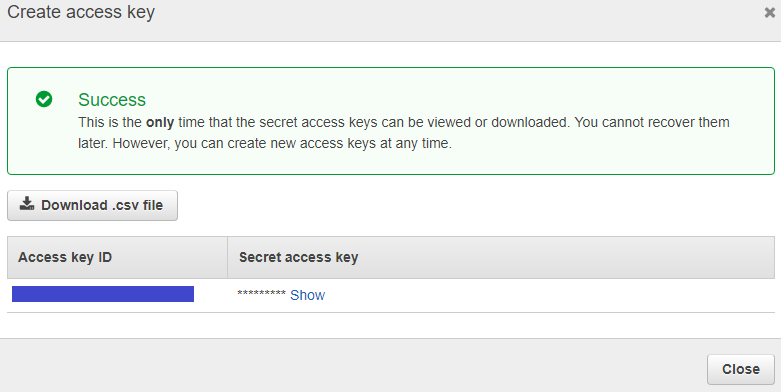 Create access key
Success
This is the only time that the secret access keys can be viewed or downloaded. You cannot recover them
later. However, you can create new access keys at any time.
Download .csv file
Access key ID
Secret access key
********* Show
Close